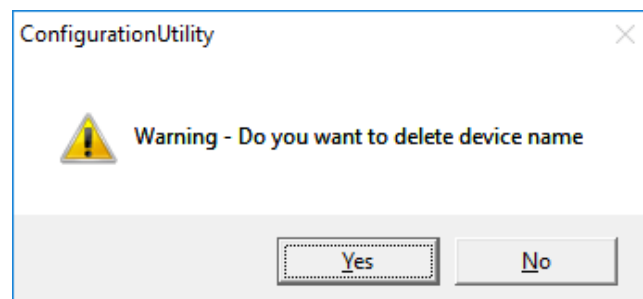 ConfigurationUtility
Warning - Do you want to delete device name
Yes
No